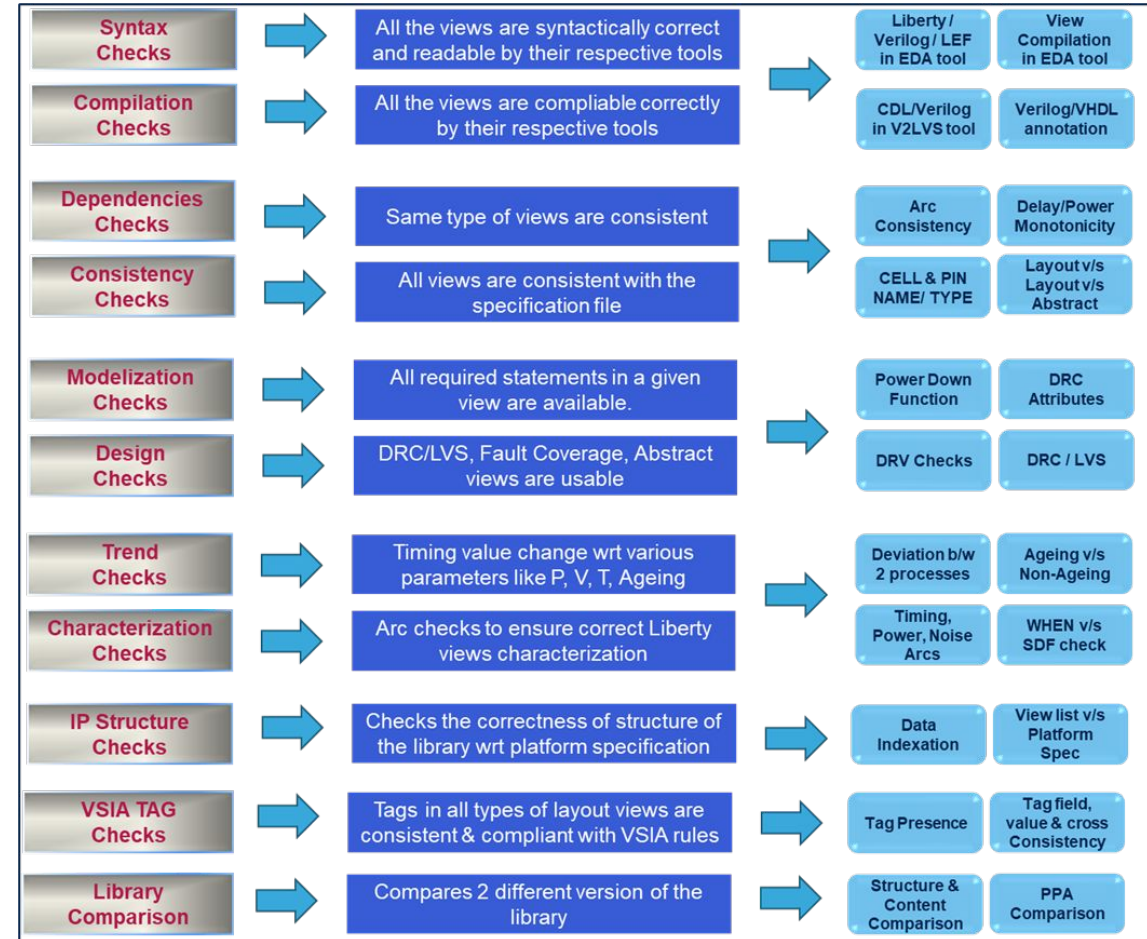 Syntax
Checks
All the views are syntactically correct
and readable by their respective tools
Compilation
Checks
All the views are compliable correctly
by their respective tools
Liberty /
Verilog / LEF
in EDA tool
View
Compilation
in EDA tool
CDL/Verilog
in V2LVS tool
Verilog/VHDL
annotation
Dependencies
Checks
Same type of views are consistent
Consistency
Checks
All views are consistent with the
specification file
Arc
Consistency
Delay/Power
Monotonicity
CELL & PIN
NAME/ TYPE
Layout v/s
Layout v/s
Abstract
Modelization
Checks
All required statements in a given
view are available.
Design
Checks
DRC/LVS, Fault Coverage, Abstract
views are usable
Power Down
Function
DRC
Attributes
DRV Checks
DRC / LVS
Trend
Checks
Timing value change wrt various
parameters like P, V, T, Ageing
Characterization
Checks
Arc checks to ensure correct Liberty
views characterization
Deviation b/w
2 processes
Ageing v/s
Non-Ageing
Timing,
Power, Noise
Arcs
WHEN v/s
SDF check
IP Structure
Checks
Checks the correctness of structure of
the library wrt platform specification
Data
Indexation
View list v/s
Platform
Spec
VSIA TAG
Checks
Tags in all types of layout views are
consistent & compliant with VSIA rules
Tag Presence
Tag field,
value & cross
Consistency
Library
Comparison
Compares 2 different version of the
library
Structure &
Content
Comparison
PPA
Comparison